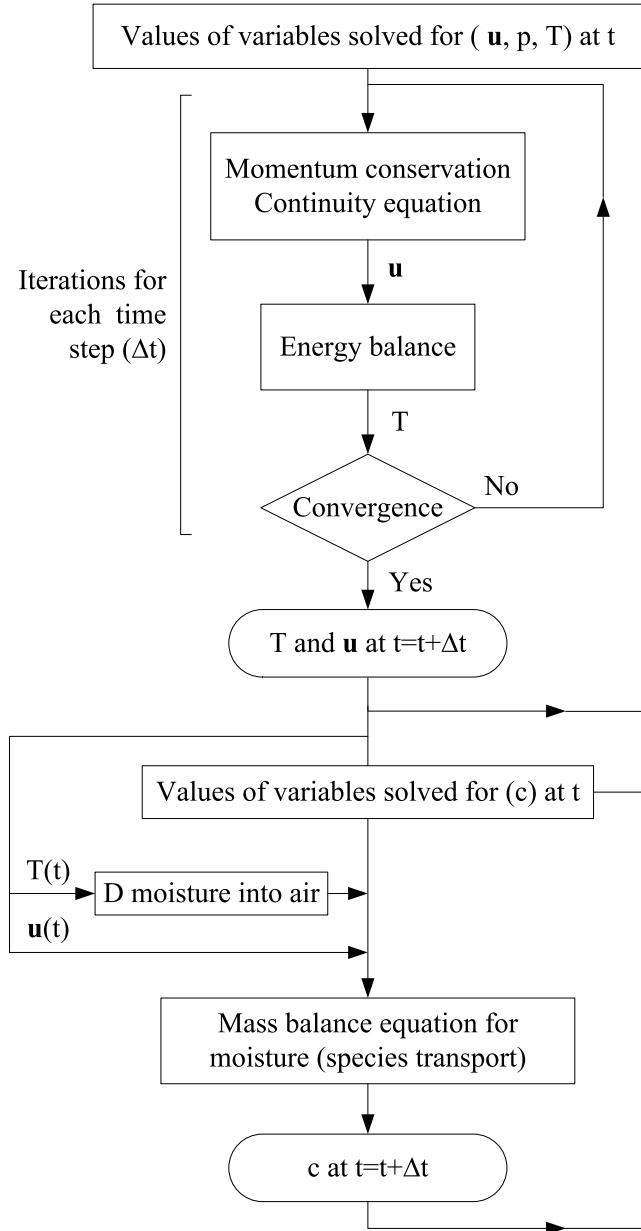 Values of variables solved for ( u, p, T) at t
Momentum conservation
Continuity equation
Iterations for
each time
step (Δt)
u
Energy balance
T
Convergence
No
Yes
T and u at t=t+Δt
Values of variables solved for (c) at t
T(t)
D moisture into air
u(t)
Mass balance equation for
moisture (species transport)
c at t=t+Δt